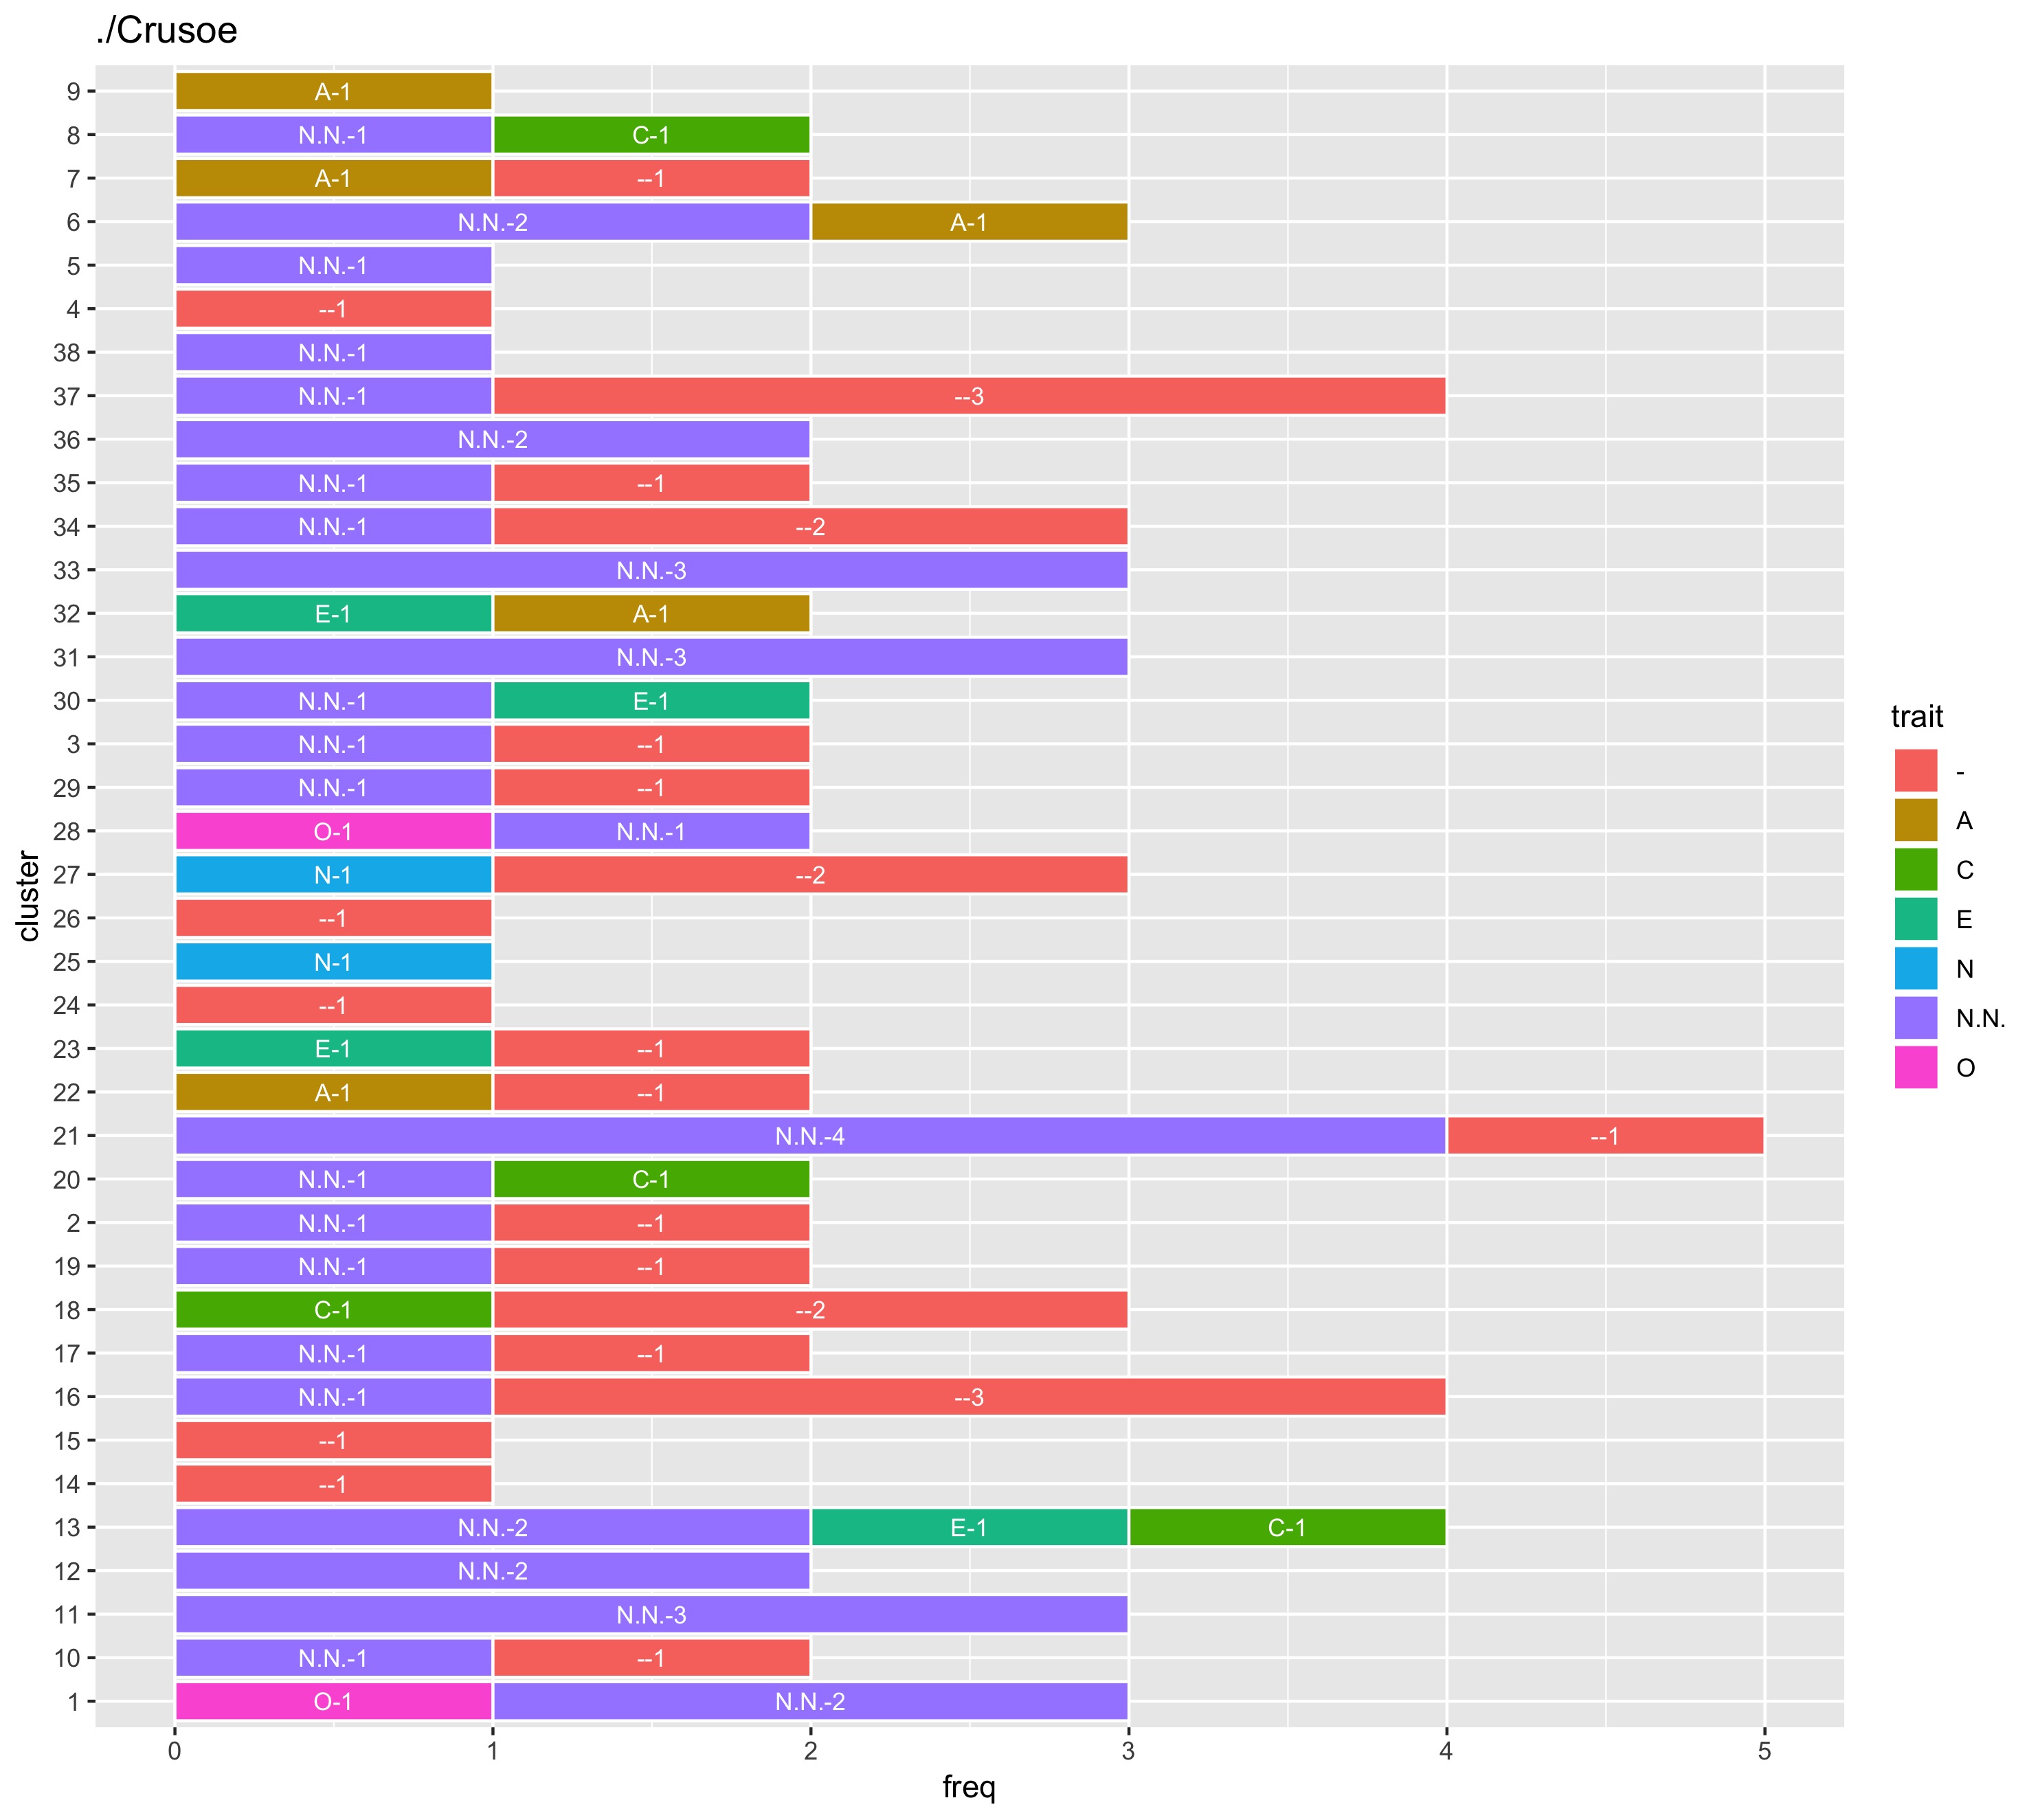 ./Crusoe
9 A-1
8 N.N.-1 C-1
7 A-1 --1
6 N.N.-2 A-1
5 N.N.-1
4 --1
38 N.N.-1
37 N.N.-1 --3
36 N.N.-2
35 N.N.-1 --1
34 N.N.-1 --2
33 N.N.-3
32 E-1 A-1
31 N.N.-3
30 N.N.-1 E-1
3 N.N.-1 --1
29 N.N.-1 --1
28 O-1 N.N.-1
27 N-1 --2
26 --1
25 N-1
24 --1
23 E-1 --1
22 A-1 --1
21 N.N.-4 --1
20 N.N.-1 C-1
2 N.N.-1 --1
19 N.N.-1 --1
18 C-1 --2
17 N.N.-1 --1
16 N.N.-1 --3
15 --1
14 --1
13 N.N.-2 E-1 C-1
12 N.N.-2
11 N.N.-3
10 N.N.-1 --1
1 O-1 N.N.-2
0 1 2 3 4 5
freq
cluster
trait
-
A
C
E
N
N.N.
O